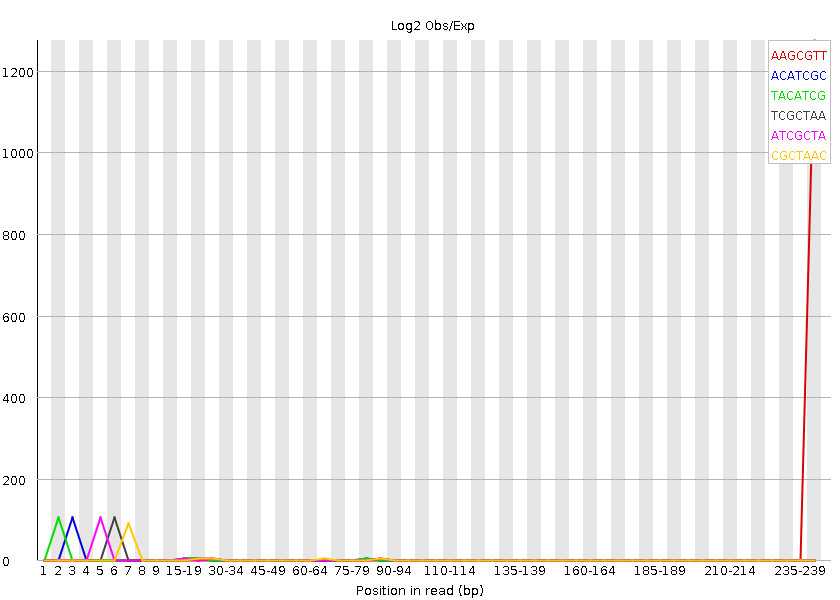 Log2 Obs/Exp
AAGCGTT
ACATCGC
TACATCG
TCGCTAA
ATCGCTA
CGCTAAC
1200
1000
800
600
400
200
0
1 2 3 4 5 6 7 8 9 15-19 30-34 45-49 60-64 75-79 90-94 110-114 135-139 160-164 185-189 210-214 235-239
Position in read (bp)